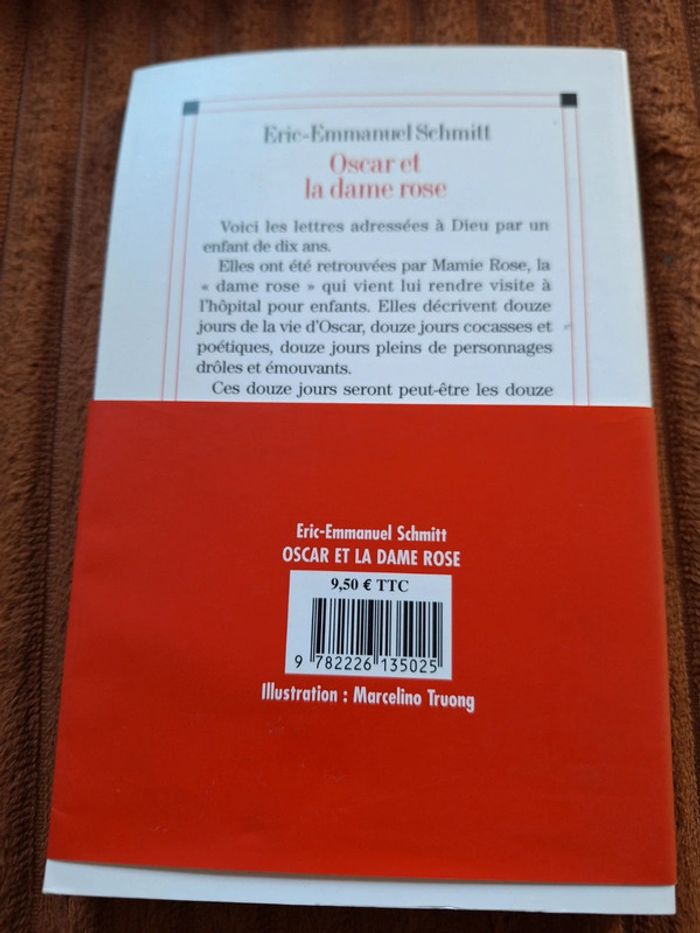 Eric-Emmanuel Schmitt
Oscar et
la dame rose
Voici les lettres adressées à Dieu par un
enfant de dix ans.
Elles ont été retrouvées par Mamie Rose, la
« dame rose » qui vient lui rendre visite à
l'hôpital pour enfants. Elles décrivent douze
jours de la vie d'Oscar, douze jours cocasses et
poétiques, douze jours pleins de personnages
drôles et émouvants.
Ces douze jours seront peut-être les douze
Eric-Emmanuel Schmitt
OSCAR ET LA DAME ROSE
9,50 € TTC
9 782226 135025
Illustration : Marcelino Truong